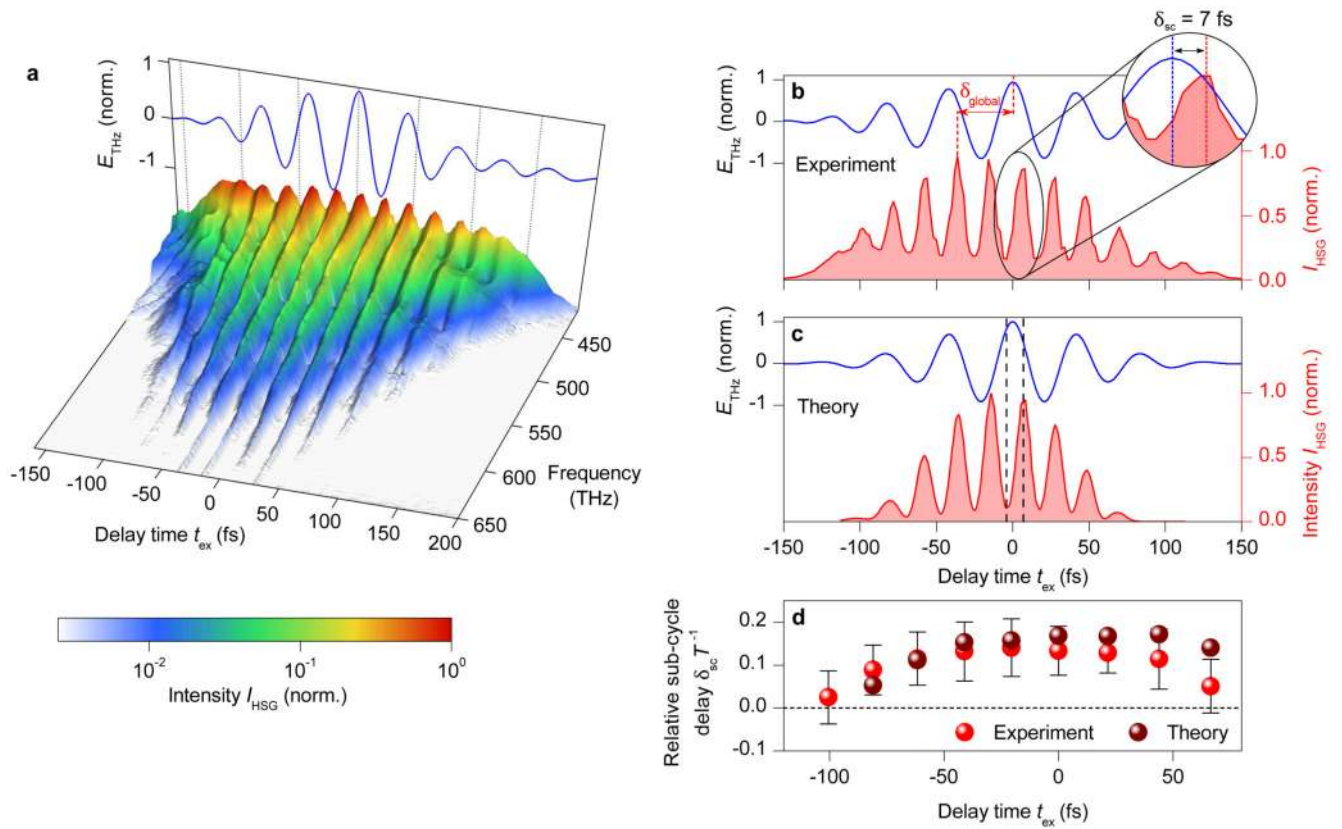 a
E_THz (norm.)
1
0
-1
450
500
550
600
650
Frequency
(THz)
-150
-100
-50
0
50
100
150
200
Delay time t_ex (fs)
10^-2
10^-1
10^0
Intensity I_HSG (norm.)
δ_sc = 7 fs
b
E_THz (norm.)
1
0
-1
δ_global
Experiment
1.0
0.5
0.0
I_HSG (norm.)
c
E_THz (norm.)
1
0
-1
Theory
1.0
0.5
0.0
Intensity I_HSG (norm.)
-150
-100
-50
0
50
100
150
Delay time t_ex (fs)
d
Relative sub-cycle
delay δ_sc T^-1
0.2
0.1
0.0
-0.1
Experiment
Theory
-100
-50
0
50
Delay time t_ex (fs)